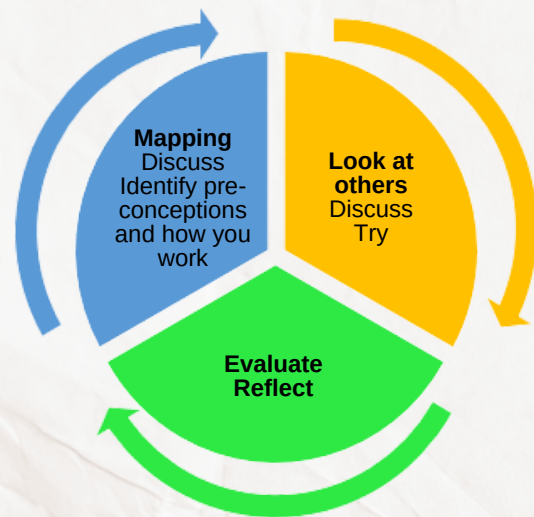 Mapping
Discuss
Identify pre-
conceptions
and how you
work
Look at
others
Discuss
Try
Evaluate
Reflect